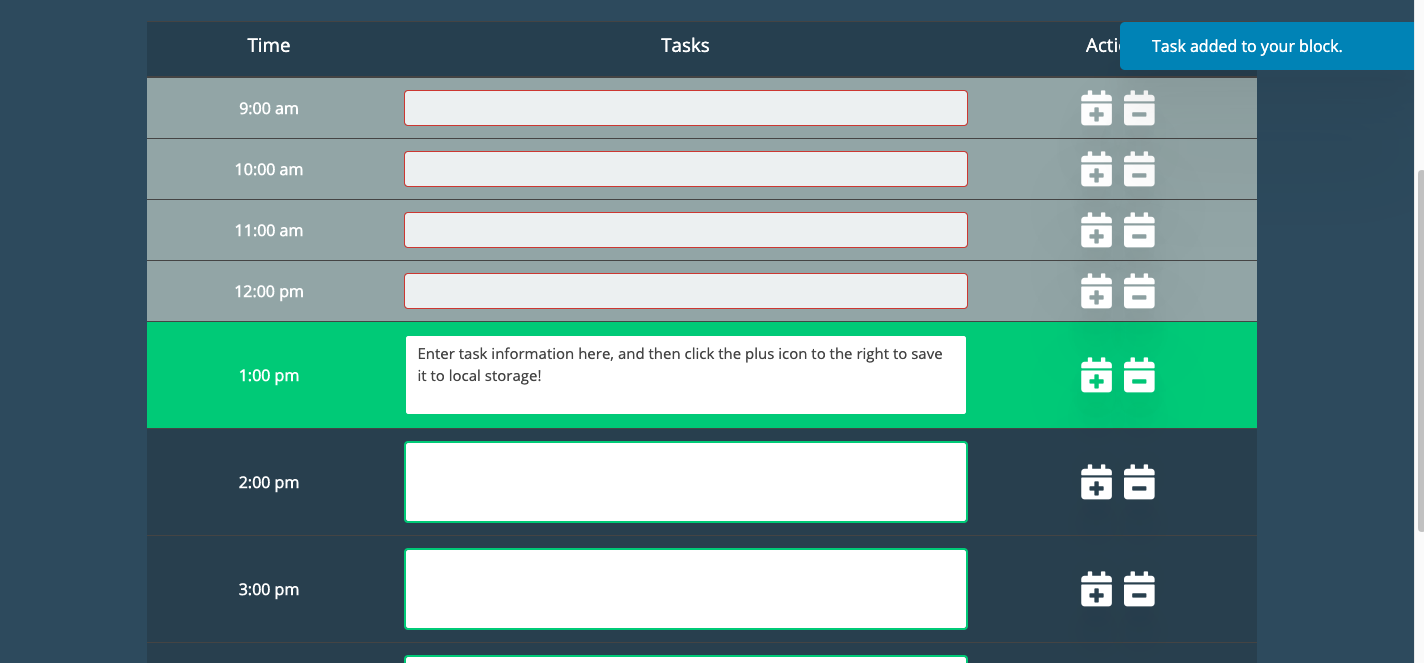 Time Tasks Acti
Task added to your block.
9:00 am
10:00 am
11:00 am
12:00 pm
1:00 pm
Enter task information here, and then click the plus icon to the right to save
it to local storage!
2:00 pm
3:00 pm